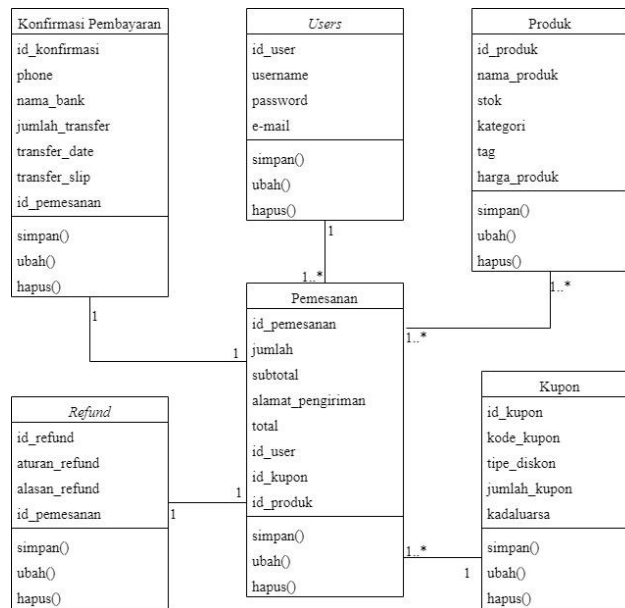 Konfirmasi Pembayaran
id_konfirmasi
phone
nama_bank
jumlah_transfer
transfer_date
transfer_slip
id_pemesanan
simpan()
ubah()
hapus()
1
Users
id_user
username
password
e-mail
simpan()
ubah()
hapus()
1
1..*
Produk
id_produk
nama_produk
stok
kategori
tag
harga_produk
simpan()
ubah()
hapus()
1..*
1..*
Pemesanan
id_pemesanan
jumlah
subtotal
alamat_pengiriman
total
id_user
id_kupon
id_produk
simpan()
ubah()
hapus()
1
1
1..*
Refund
id_refund
aturan_refund
alasan_refund
id_pemesanan
simpan()
ubah()
hapus()
1
Kupon
id_kupon
kode_kupon
tipe_diskon
jumlah_kupon
kadaluarsa
simpan()
ubah()
hapus()
1